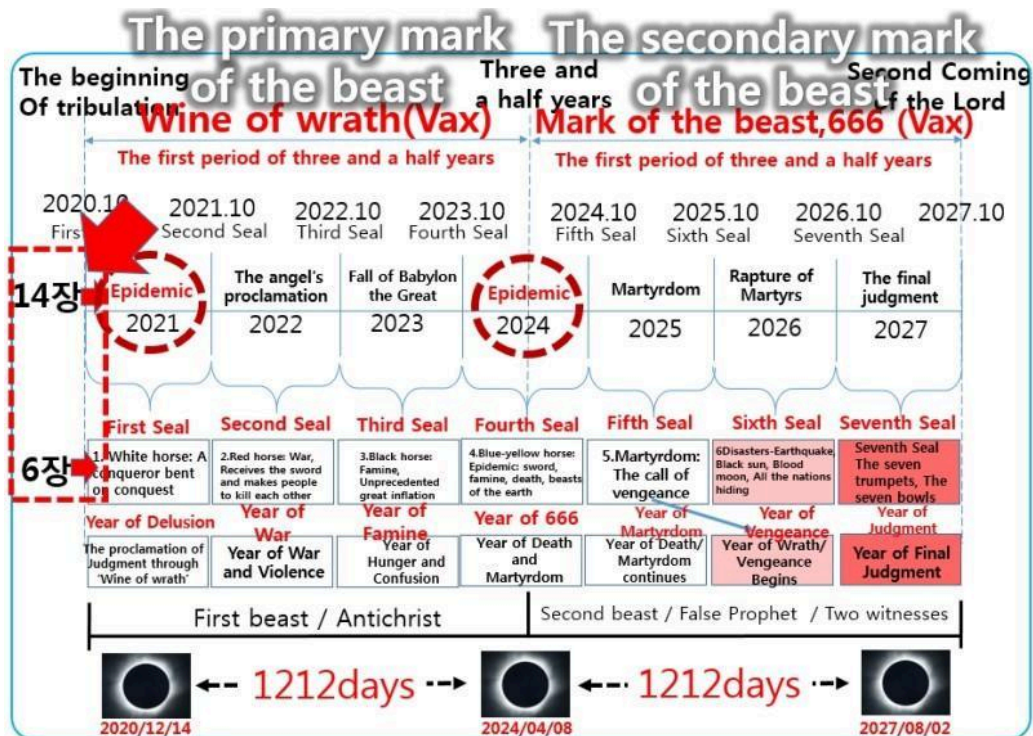 The primary mark
of the beast
The secondary mark
of the beast
The beginning
Of tribulation
Three and
a half years
Second Coming
of the Lord
Wine of wrath(Vax)
Mark of the beast,666 (Vax)
The first period of three and a half years
The first period of three and a half years
2020.10
2021.10
2022.10
2023.10
2024.10
2025.10
2026.10
2027.10
Second Seal
Third Seal
Fourth Seal
Fifth Seal
Sixth Seal
Seventh Seal
14장
Epidemic
The angel's
proclamation
Fall of Babylon
the Great
Epidemic
Martyrdom
Rapture of
Martyrs
The final
judgment
2021
2022
2023
2024
2025
2026
2027
First Seal
Second Seal
Third Seal
Fourth Seal
Fifth Seal
Sixth Seal
Seventh Seal
6장
1. White horse: A
conqueror bent
on conquest
2.Red horse: War,
Receives the sword
and makes people
to kill each other
3.Black horse:
Famine,
Unprecedented
great inflation
4.Blue-yellow horse:
Epidemic: sword,
famine, death, beasts
of the earth
5.Martyrdom:
The call of
vengeance
6Disasters-Earthquake,
Black sun, Blood
moon, All the nations
hiding
Seventh Seal
The seven
trumpets, The
seven bowls
Year of Delusion
Year of
War
Year of
Famine
Year of 666
Year of
Martyrdom
Year of
Vengeance
Year of
Judgment
The proclamation of
Judgment through
'Wine of wrath'
Year of War
and Violence
Year of
Hunger and
Confusion
Year of Death
and
Martyrdom
Year of Death/
Martyrdom
continues
Year of Wrath/
Vengeance
Begins
Year of Final
Judgment
First beast / Antichrist
Second beast / False Prophet / Two witnesses
1212days
1212days
2020/12/14
2024/04/08
2027/08/02